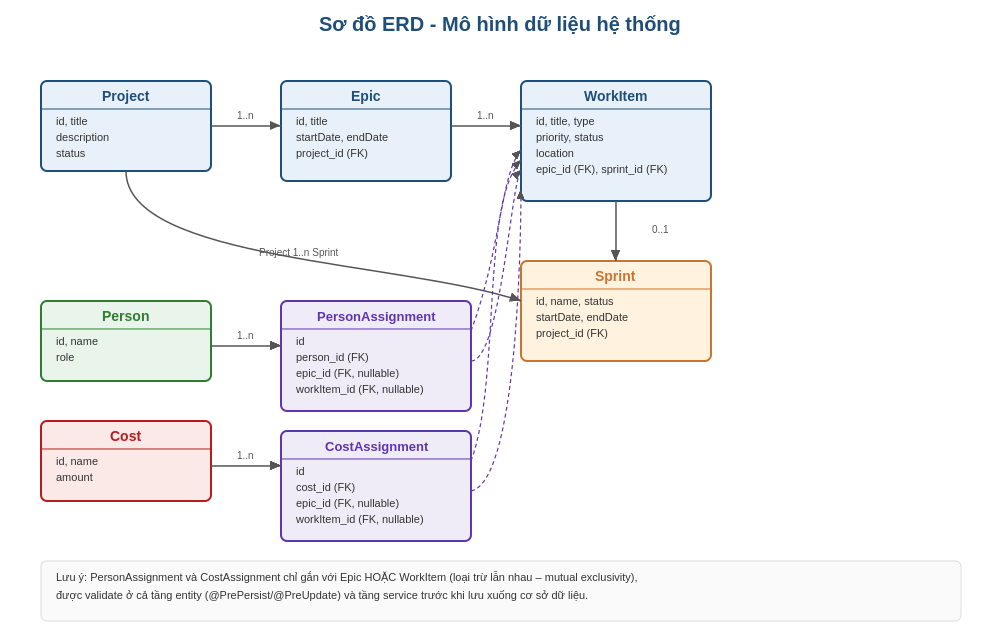 Sơ đồ ERD - Mô hình dữ liệu hệ thống
Project
id, title
description
status
1..n
Epic
id, title
startDate, endDate
project_id (FK)
1..n
WorkItem
id, title, type
priority, status
location
epic_id (FK), sprint_id (FK)
0..1
Project 1..n Sprint
Sprint
id, name, status
startDate, endDate
project_id (FK)
Person
id, name
role
1..n
PersonAssignment
id
person_id (FK)
epic_id (FK, nullable)
workItem_id (FK, nullable)
Cost
id, name
amount
1..n
CostAssignment
id
cost_id (FK)
epic_id (FK, nullable)
workItem_id (FK, nullable)
Lưu ý: PersonAssignment và CostAssignment chỉ gắn với Epic HOẶC WorkItem (loại trừ lẫn nhau – mutual exclusivity),
được validate ở cả tầng entity (@PrePersist/@PreUpdate) và tầng service trước khi lưu xuống cơ sở dữ liệu.